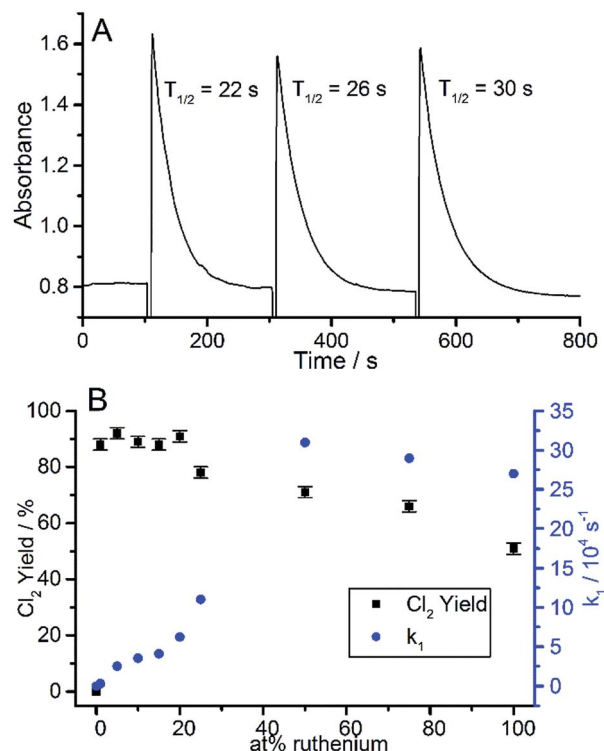 A
T1/2 = 22 s
T1/2 = 26 s
T1/2 = 30 s
Absorbance
1.6
1.4
1.2
1.0
0.8
0
200
400
600
800
Time / s
B
Cl2 Yield / %
100
80
60
40
20
0
0
20
40
60
80
100
at% ruthenium
Cl2 Yield
k1
35
30
25
20
15
10
5
0
k1 / 10^4 s^-1